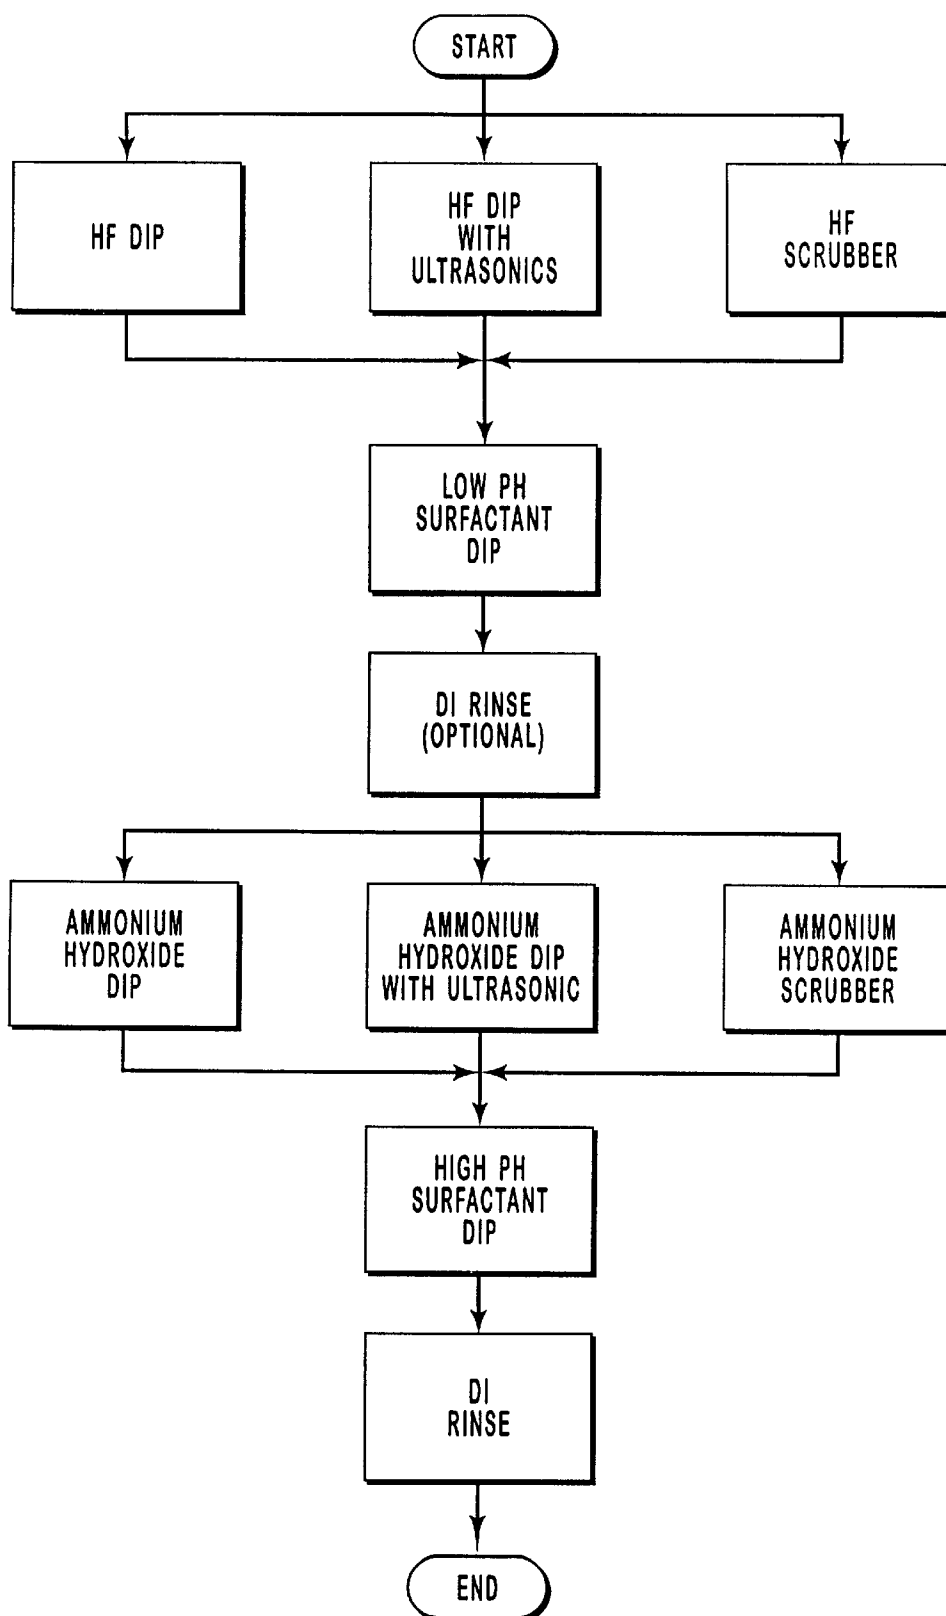 START
HF DIP
HF DIP
WITH
ULTRASONICS
HF
SCRUBBER
LOW PH
SURFACTANT
DIP
DI RINSE
(OPTIONAL)
AMMONIUM
HYDROXIDE
DIP
AMMONIUM
HYDROXIDE DIP
WITH ULTRASONIC
AMMONIUM
HYDROXIDE
SCRUBBER
HIGH PH
SURFACTANT
DIP
DI
RINSE
END